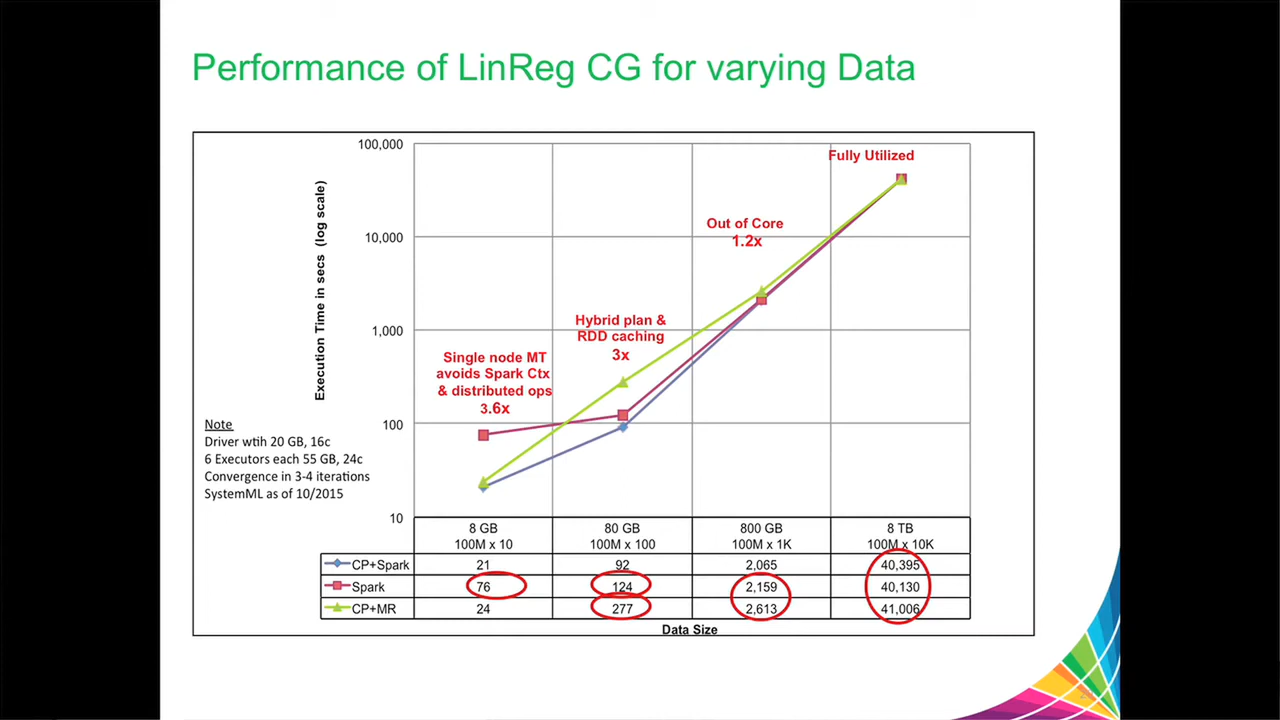 Performance of LinReg CG for varying Data
Execution Time in secs (log scale)
100,000
10,000
1,000
100
10
Fully Utilized
Out of Core
1.2x
Hybrid plan &
RDD caching
3x
Single node MT
avoids Spark Ctx
& distributed ops
3.6x
Note
Driver wtih 20 GB, 16c
6 Executors each 55 GB, 24c
Convergence in 3-4 iterations
SystemML as of 10/2015
8 GB 80 GB 800 GB 8 TB
100M x 10 100M x 100 100M x 1K 100M x 10K
CP+Spark 21 92 2,065 40,395
Spark 76 124 2,159 40,130
CP+MR 24 277 2,613 41,006
Data Size